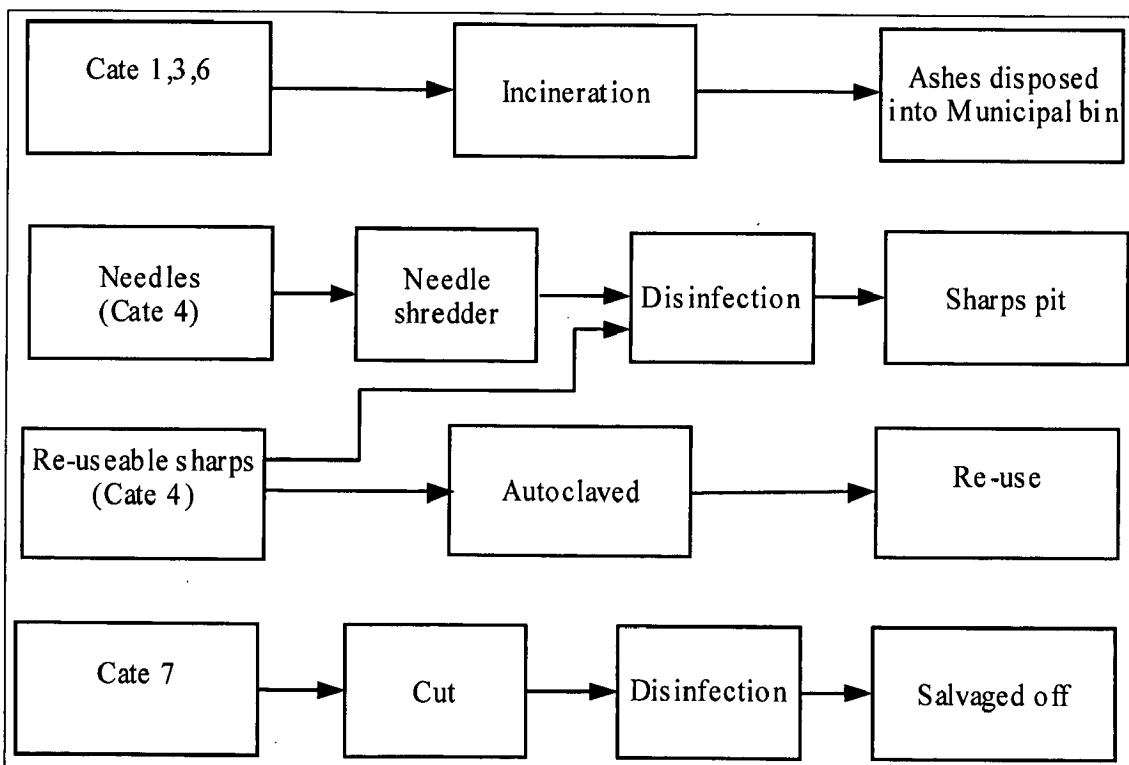 Cate 1,3,6
Incineration
Ashes disposed
into Municipal bin
Needles
(Cate 4)
Needle
shredder
Disinfection
Sharps pit
Re-useable sharps
(Cate 4)
Autoclaved
Re-use
Cate 7
Cut
Disinfection
Salvaged off